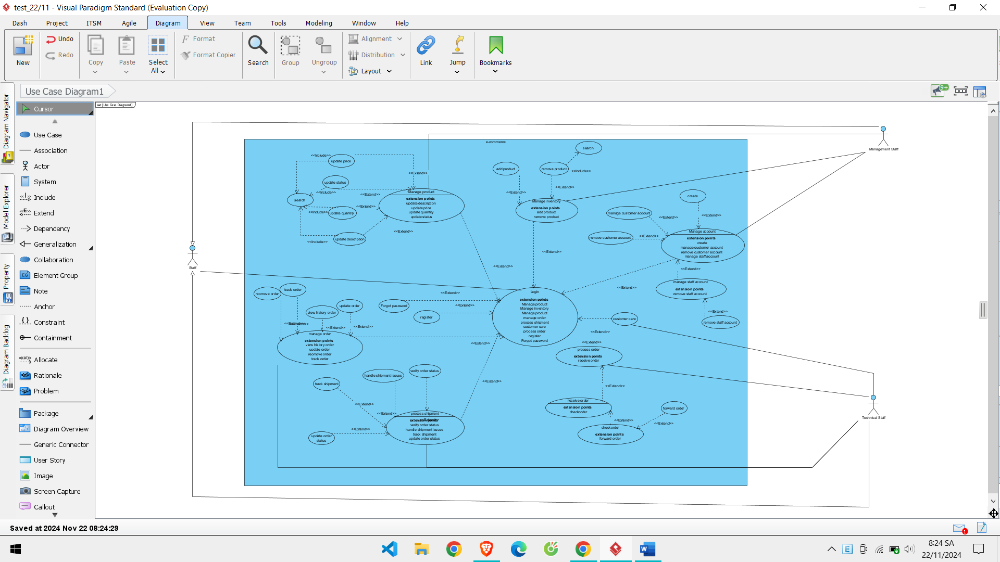 test_22/11 - Visual Paradigm Standard (Evaluation Copy)
Dash Project ITSM Agile Diagram View Team Tools Modeling Window Help
New
Undo
Redo
Copy
Paste
Select
All
Format
Format Copier
Search
Group
Ungroup
Alignment
Distribution
Layout
Link
Jump
Bookmarks
Use Case Diagram1
9+
Diagram Navigator
Model Explorer
Property
Diagram Backlog
Cursor
Use Case
Association
Actor
System
Include
<<E>>
Extend
Dependency
Generalization
Collaboration
EG
Element Group
Note
Anchor
Constraint
Containment
Allocate
Rationale
Problem
Package
Diagram Overview
Generic Connector
User Story
Image
Screen Capture
Callout
uc [Use Case Diagram1]
e-commerce
Management Staff
Staff
Technical Staff
<<Include>>
update price
<<Extend>>
update status
<<Include>>
<<Extend>>
search
<<Include>>
update quantity
<<Extend>>
update description
<<Include>>
<<Extend>>
Manage product
extension points
update description
update price
update quantity
update status
search
add product
remove product
<<Include>>
<<Extend>>
<<Extend>>
Manage inventory
extension points
add product
remove product
<<Extend>>
<<Extend>>
create
manage customer account
<<Extend>>
<<Extend>>
remove customer account
<<Extend>>
Manage account
extension points
create
manage customer account
remove customer account
manage staff account
<<Extend>>
<<Extend>>
manage staff account
extension points
remove staff account
<<Extend>>
remove staff account
Login
extension points
Manage product
Manage inventory
Manage product
manage order
process shipment
customer care
process order
register
Forgot password
<<Extend>>
Forgot password
<<Extend>>
register
customer care
<<Extend>>
<<Extend>>
reomove order
track order
view history order
update order
<<Extend>>
<<Extend>>
<<Extend>>
<<Extend>>
manage order
extension points
view history order
update order
reomove order
track order
<<Extend>>
process order
extension points
receive order
<<Extend>>
receive order
extension points
checkorder
<<Extend>>
forward order
<<Extend>>
checkorder
extension points
forward order
handle shipment issues
verify order status
track shipment
<<Extend>>
<<Extend>>
<<Extend>>
<<Extend>>
update order
status
<<Extend>>
process shipment
extension points
verify order status
handle shipment issues
track shipment
update order status
Saved at 2024 Nov 22 08:24:29
1
8:24 SA
22/11/2024